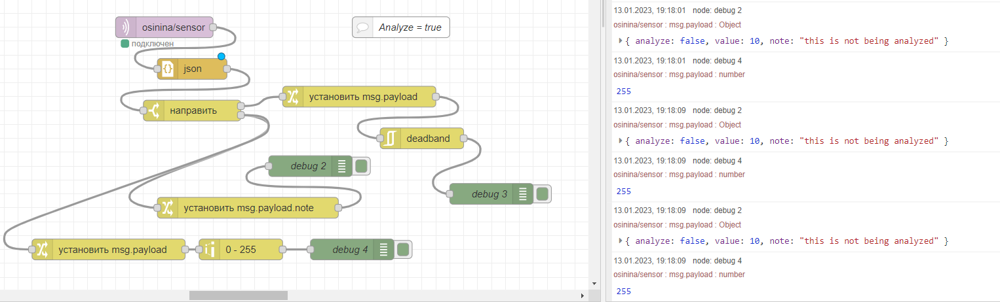 osinina/sensor
Analyze = true
подключен
json
установить msg.payload
направить
deadband
debug 2
debug 3
установить msg.payload.note
установить msg.payload
0 - 255
debug 4
13.01.2023, 19:18:01 node: debug 2
osinina/sensor : msg.payload : Object
{ analyze: false, value: 10, note: "this is not being analyzed" }
13.01.2023, 19:18:01 node: debug 4
osinina/sensor : msg.payload : number
255
13.01.2023, 19:18:09 node: debug 2
osinina/sensor : msg.payload : Object
{ analyze: false, value: 10, note: "this is not being analyzed" }
13.01.2023, 19:18:09 node: debug 4
osinina/sensor : msg.payload : number
255
13.01.2023, 19:18:09 node: debug 2
osinina/sensor : msg.payload : Object
{ analyze: false, value: 10, note: "this is not being analyzed" }
13.01.2023, 19:18:09 node: debug 4
osinina/sensor : msg.payload : number
255